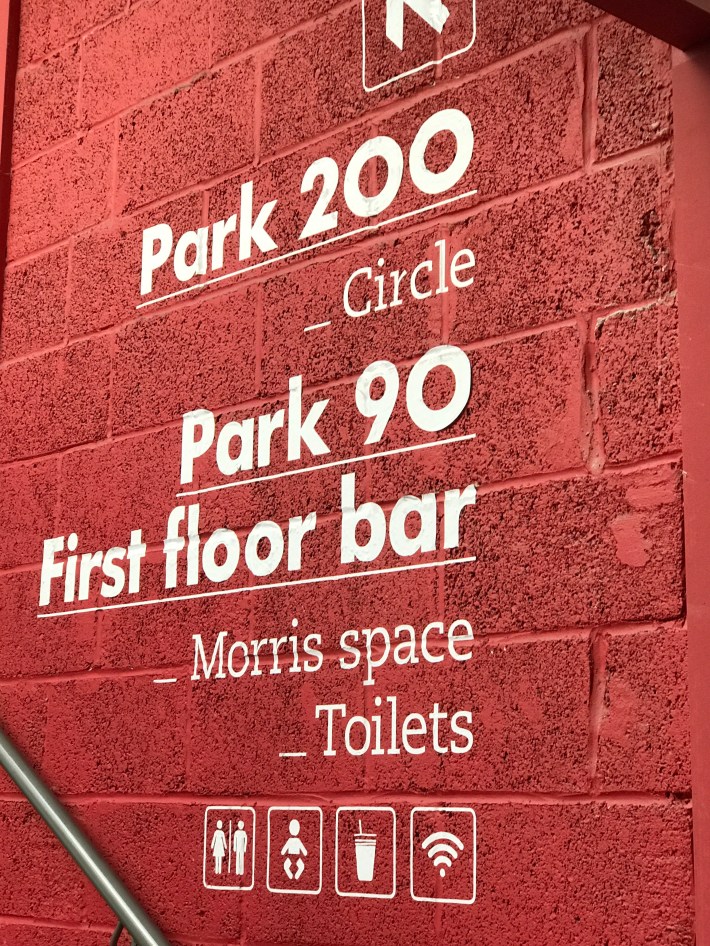 Park 200
_ Circle
Park 90
First floor bar
_ Morris space
_ Toilets